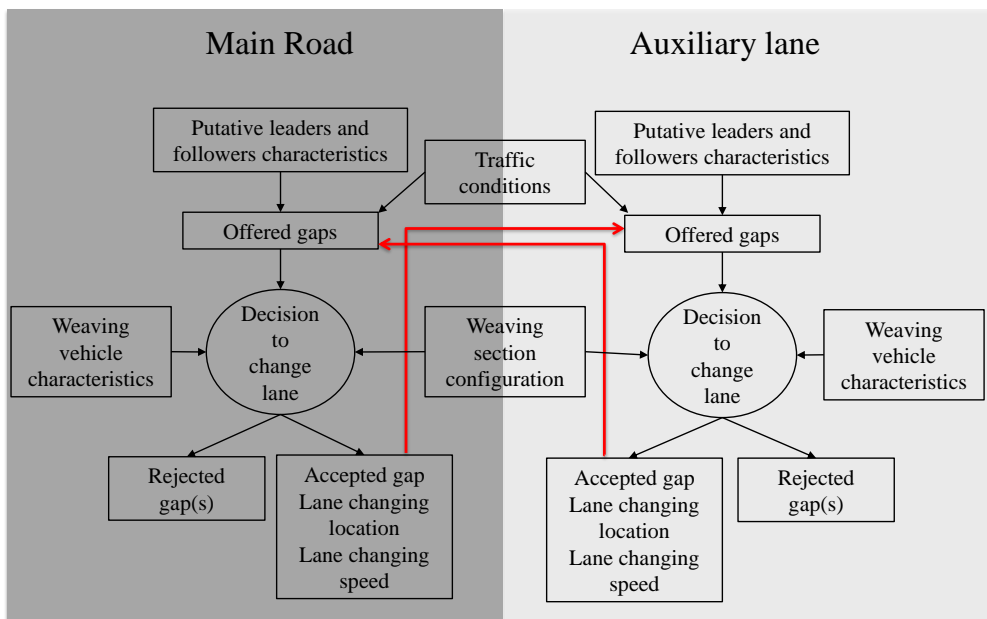 Main Road
Auxiliary lane
Putative leaders and
followers characteristics
Traffic
conditions
Putative leaders and
followers characteristics
Offered gaps
Offered gaps
Weaving
vehicle
characteristics
Decision
to
change
lane
Weaving
section
configuration
Decision
to
change
lane
Weaving
vehicle
characteristics
Rejected
gap(s)
Accepted gap
Lane changing
location
Lane changing
speed
Accepted gap
Lane changing
location
Lane changing
speed
Rejected
gap(s)